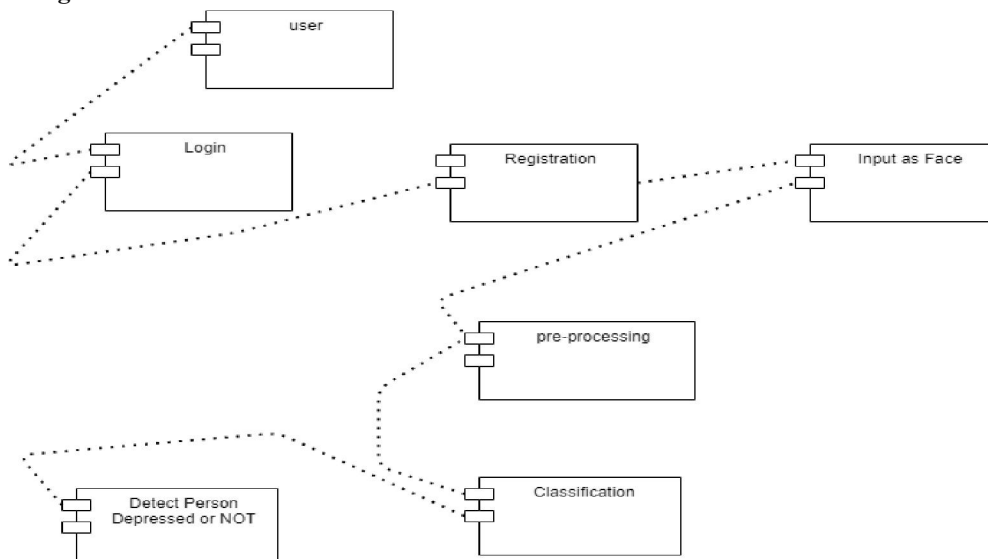 user
Login
Registration
Input as Face
pre-processing
Classification
Detect Person
Depressed or NOT